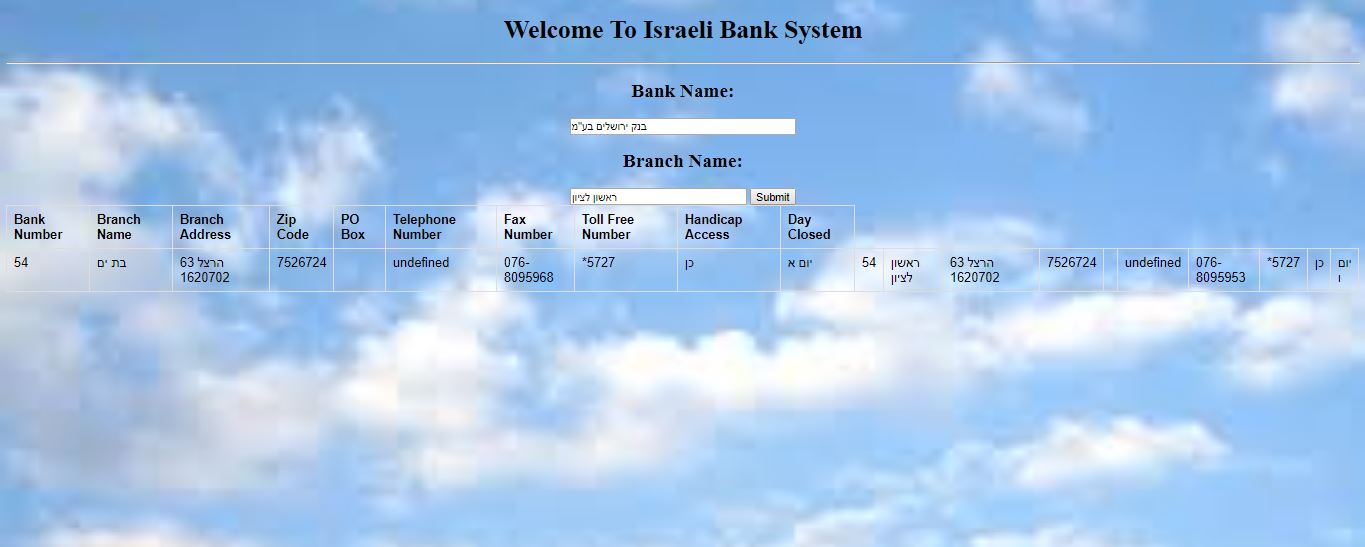 Welcome To Israeli Bank System
Bank Name:
בנק ירושלים בע"מ
Branch Name:
ראשון לציון Submit
Bank Number Branch Name Branch Address Zip Code PO Box Telephone Number Fax Number Toll Free Number Handicap Access Day Closed
54 בת ים הרצל 63 1620702 7526724 undefined 076-8095968 *5727 כן יום א 54 ראשון לציון הרצל 63 1620702 7526724 undefined 076-8095953 *5727 כן יום ו